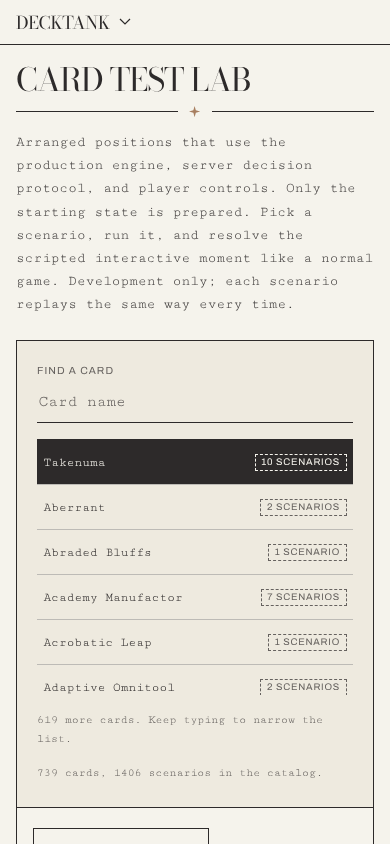 DECKTANK
CARD TEST LAB
Arranged positions that use the
production engine, server decision
protocol, and player controls. Only the
starting state is prepared. Pick a
scenario, run it, and resolve the
scripted interactive moment like a normal
game. Development only; each scenario
replays the same way every time.
FIND A CARD
Card name
Takenuma 10 SCENARIOS
Aberrant 2 SCENARIOS
Abraded Bluffs 1 SCENARIO
Academy Manufactor 7 SCENARIOS
Acrobatic Leap 1 SCENARIO
Adaptive Omnitool 2 SCENARIOS
619 more cards. Keep typing to narrow the
list.
739 cards, 1406 scenarios in the catalog.